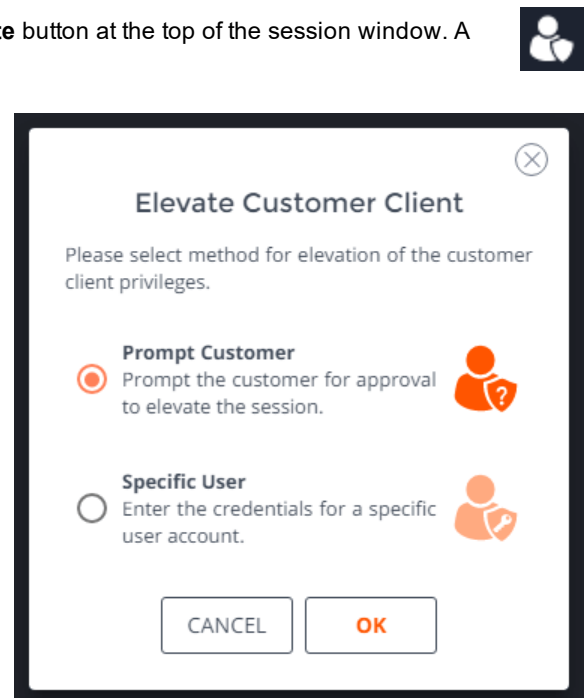 te button at the top of the session window. A
Elevate Customer Client
Please select method for elevation of the customer
client privileges.
Prompt Customer
Prompt the customer for approval
to elevate the session.
?
Specific User
Enter the credentials for a specific
user account.
CANCEL
OK